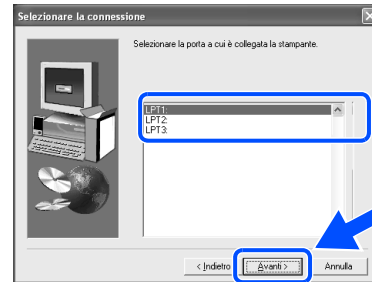 Selezionare la connessione
Selezionare la porta a cui è collegata la stampante.
LPT1:
LPT2:
LPT3:
< Indietro
Avanti >
Annulla